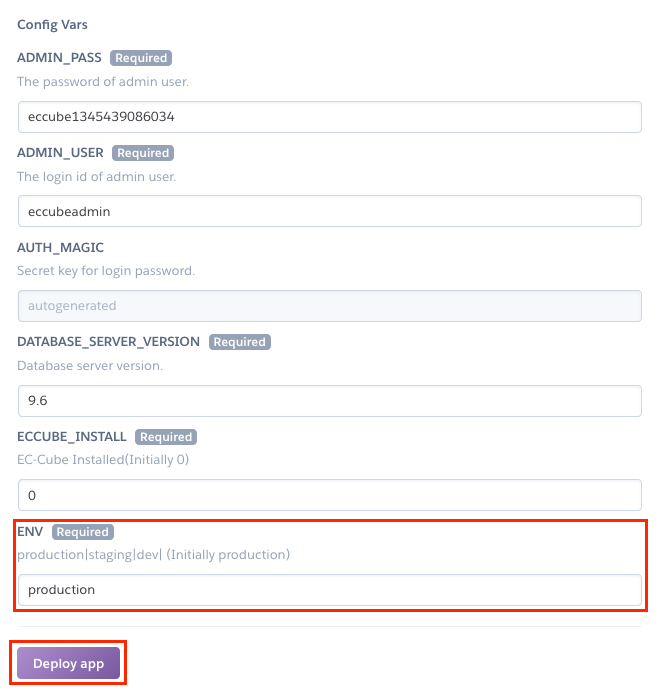 Config Vars
ADMIN_PASS Required
The password of admin user.
eccube1345439086034
ADMIN_USER Required
The login id of admin user.
eccubeadmin
AUTH_MAGIC
Secret key for login password.
autogenerated
DATABASE_SERVER_VERSION Required
Database server version.
9.6
ECCUBE_INSTALL Required
EC-Cube Installed(Initially 0)
0
ENV Required
production|staging|dev| (Initially production)
production
Deploy app